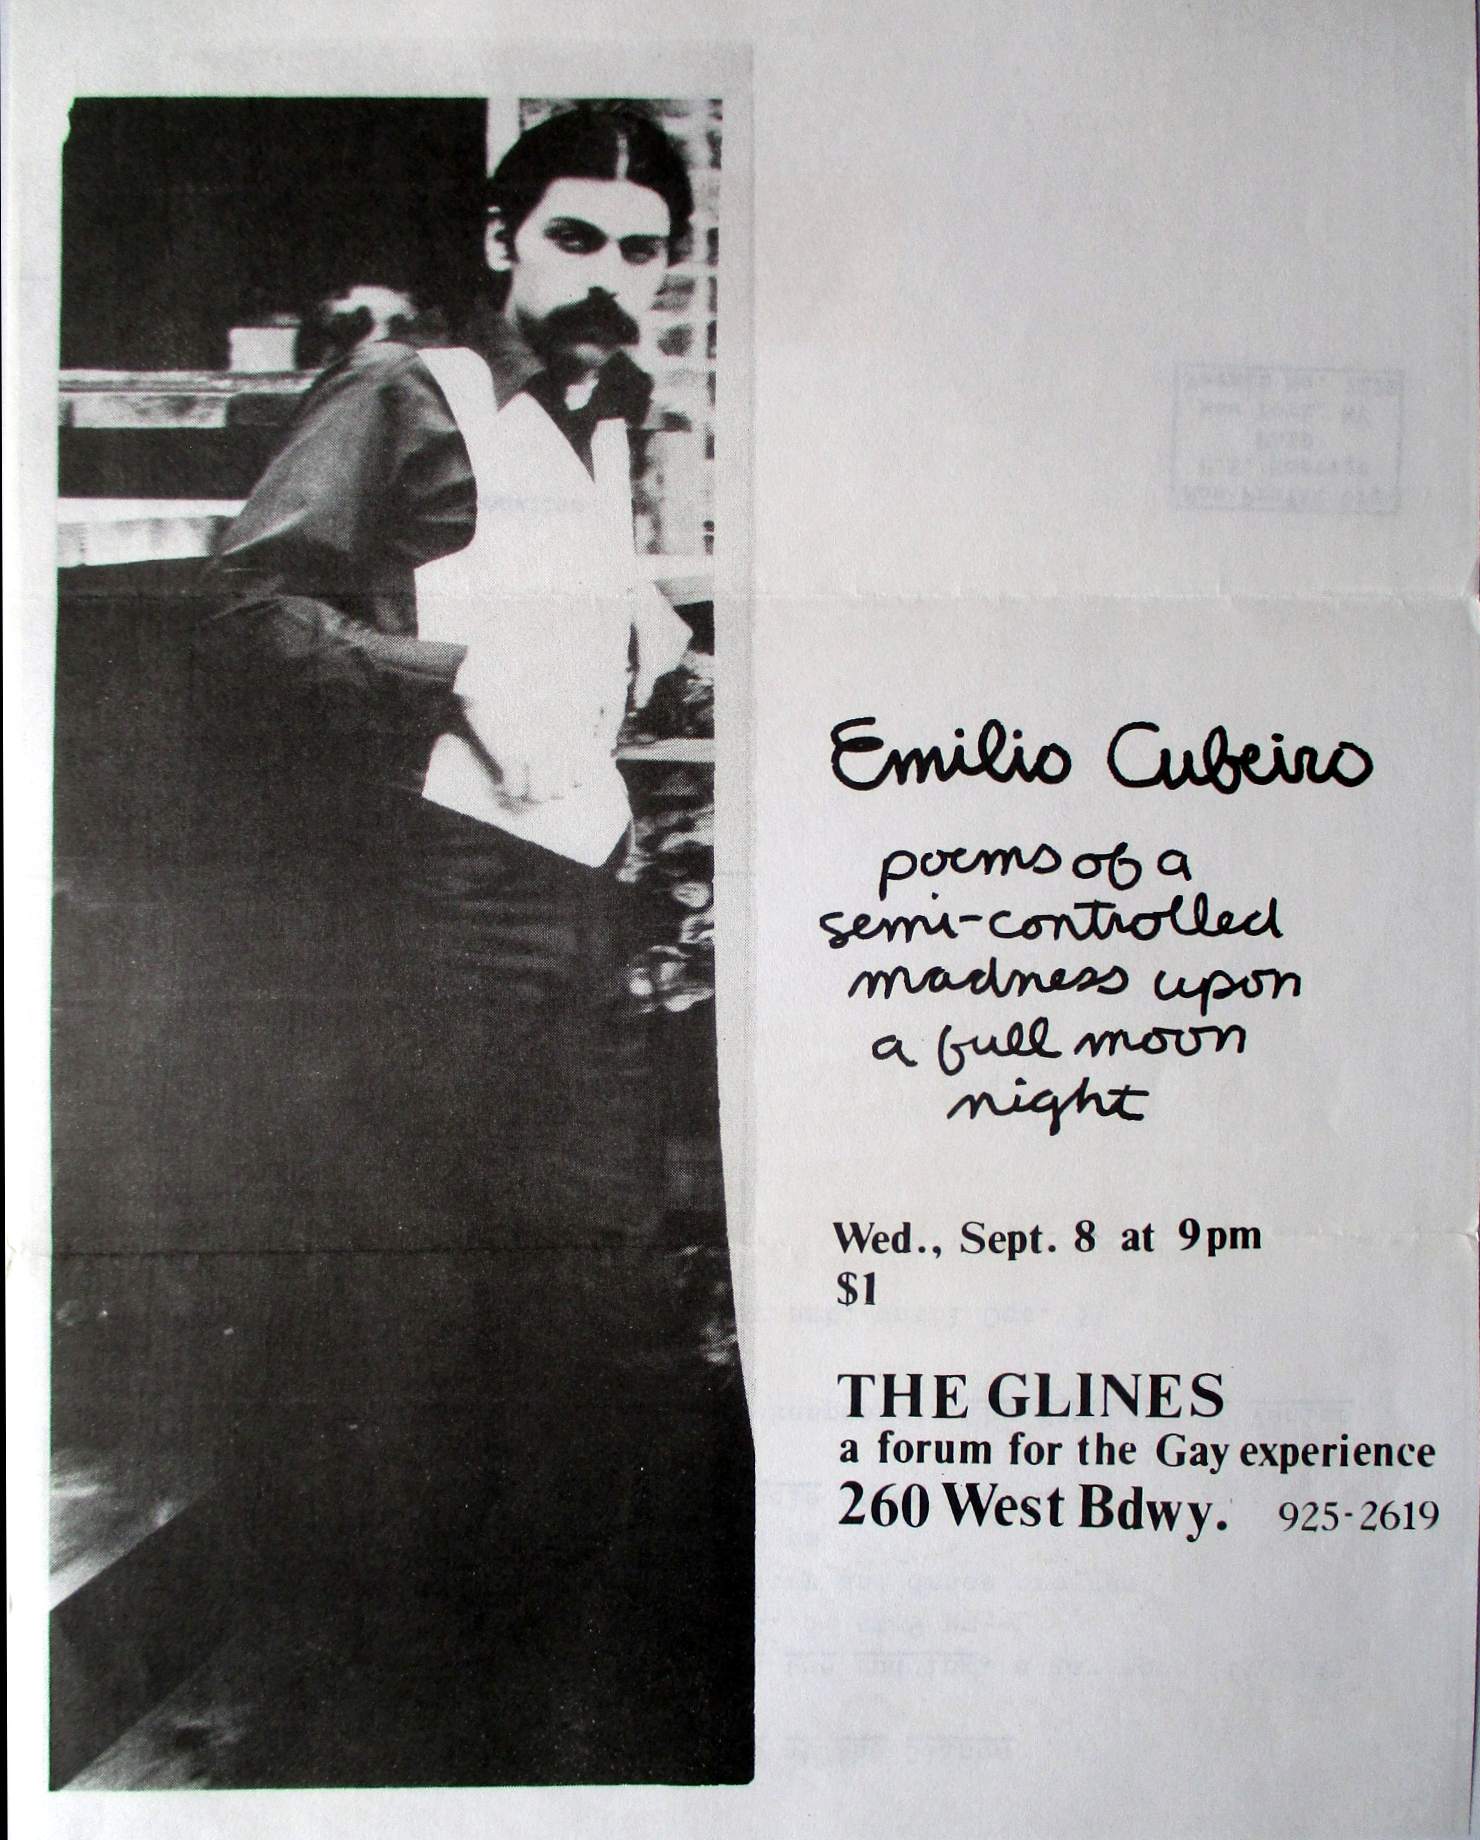 Emilio Cubeiro
poems of a
semi-controlled
madness upon
a full moon
night
Wed., Sept. 8 at 9pm
$1
THE GLINES
a forum for the Gay experience
260 West Bdwy. 925-2619